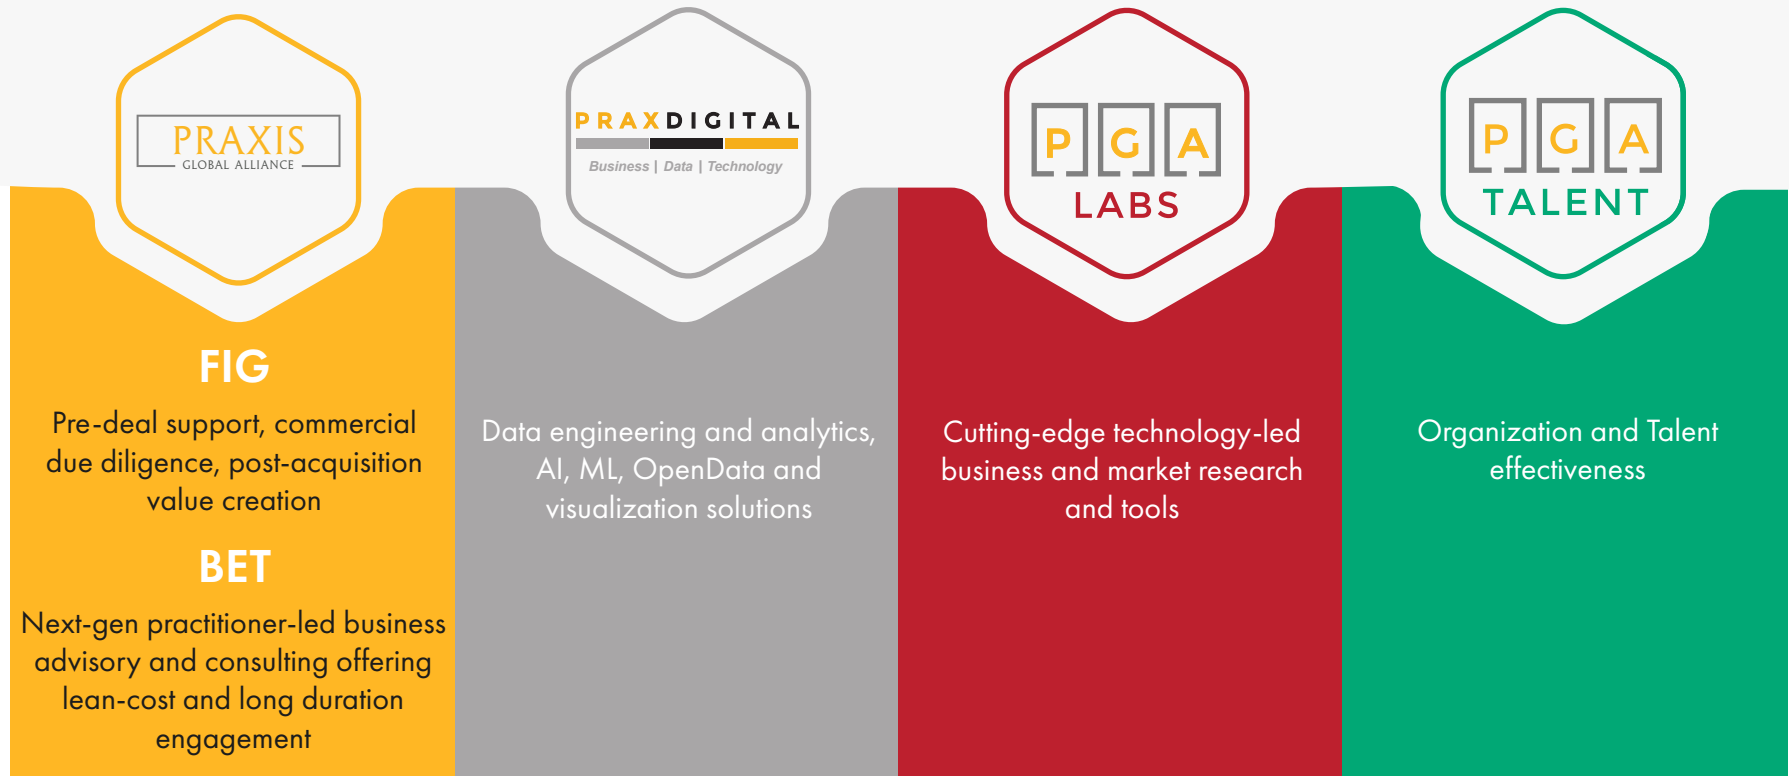 PRAXIS
GLOBAL ALLIANCE
FIG
Pre-deal support, commercial
due diligence, post-acquisition
value creation
BET
Next-gen practitioner-led business
advisory and consulting offering
lean-cost and long duration
engagement
PRAXDIGITAL
Business | Data | Technology
Data engineering and analytics,
AI, ML, OpenData and
visualization solutions
PGA
LABS
Cutting-edge technology-led
business and market research
and tools
PGA
TALENT
Organization and Talent
effectiveness